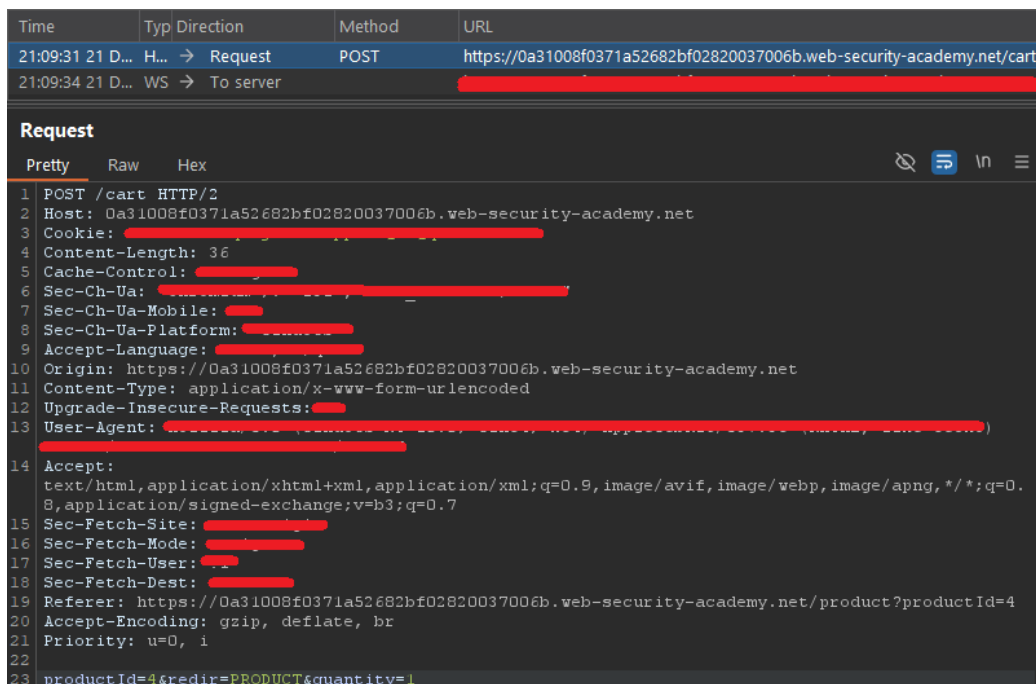 Time Typ Direction Method URL
21:09:31 21 D... H... → Request POST https://0a31008f0371a52682bf02820037006b.web-security-academy.net/cart
21:09:34 21 D... WS → To server
Request
Pretty Raw Hex \n
1 POST /cart HTTP/2
2 Host: 0a31008f0371a52682bf02820037006b.web-security-academy.net
3 Cookie:
4 Content-Length: 36
5 Cache-Control:
6 Sec-Ch-Ua:
7 Sec-Ch-Ua-Mobile:
8 Sec-Ch-Ua-Platform:
9 Accept-Language:
10 Origin: https://0a31008f0371a52682bf02820037006b.web-security-academy.net
11 Content-Type: application/x-www-form-urlencoded
12 Upgrade-Insecure-Requests:
13 User-Agent:
14 Accept:
text/html,application/xhtml+xml,application/xml;q=0.9,image/avif,image/webp,image/apng,*/*;q=0.
8,application/signed-exchange;v=b3;q=0.7
15 Sec-Fetch-Site:
16 Sec-Fetch-Mode:
17 Sec-Fetch-User:
18 Sec-Fetch-Dest:
19 Referer: https://0a31008f0371a52682bf02820037006b.web-security-academy.net/product?productId=4
20 Accept-Encoding: gzip, deflate, br
21 Priority: u=0, i
22
23 productId=4&redir=PRODUCT&quantity=1